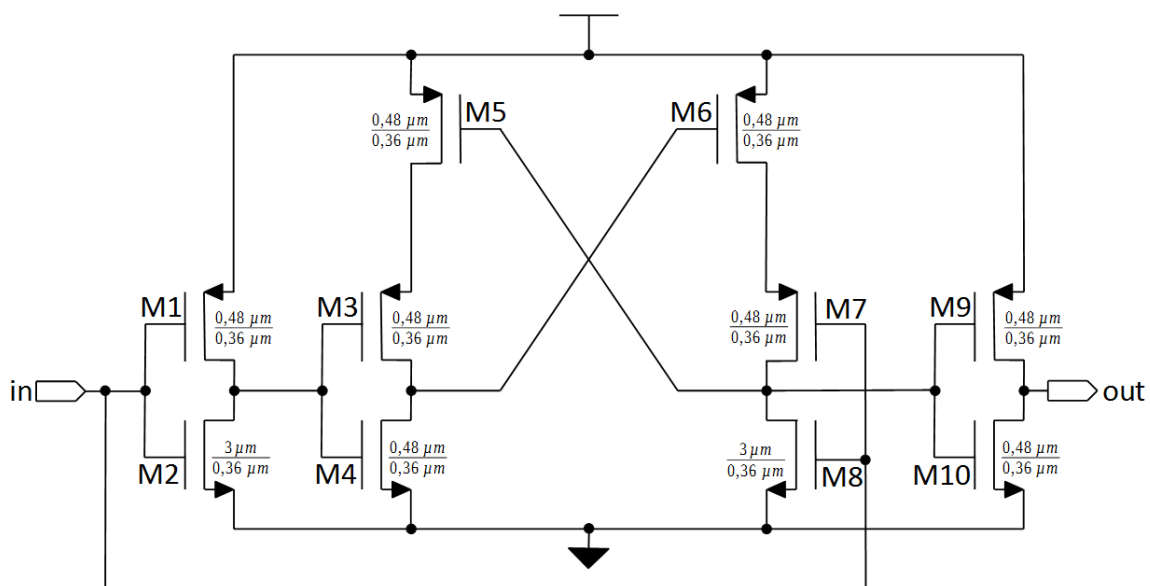 M5
0,48 µm
0,36 µm
M6
0,48 µm
0,36 µm
M1
0,48 µm
0,36 µm
M3
0,48 µm
0,36 µm
0,48 µm
0,36 µm
M7
M9
0,48 µm
0,36 µm
in
out
M2
3 µm
0,36 µm
M4
0,48 µm
0,36 µm
3 µm
0,36 µm
M8
M10
0,48 µm
0,36 µm